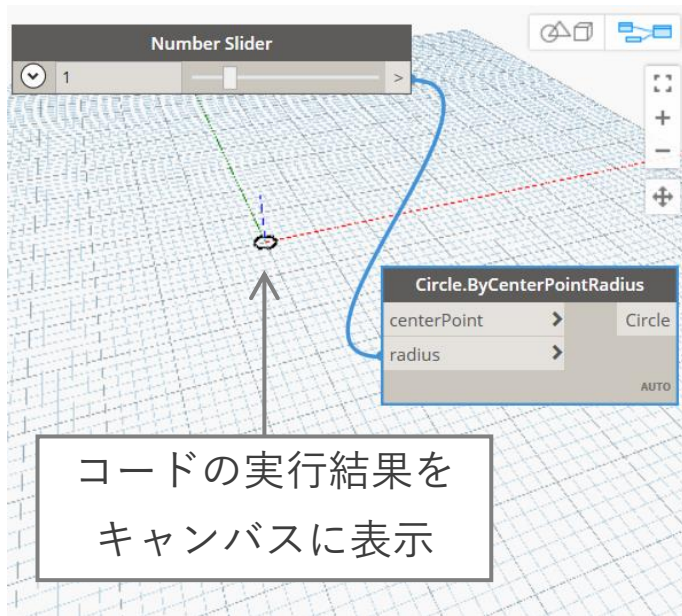 Number Slider
1
>
Circle.ByCenterPointRadius
centerPoint > Circle
radius >
AUTO
コードの実行結果を
キャンバスに表示